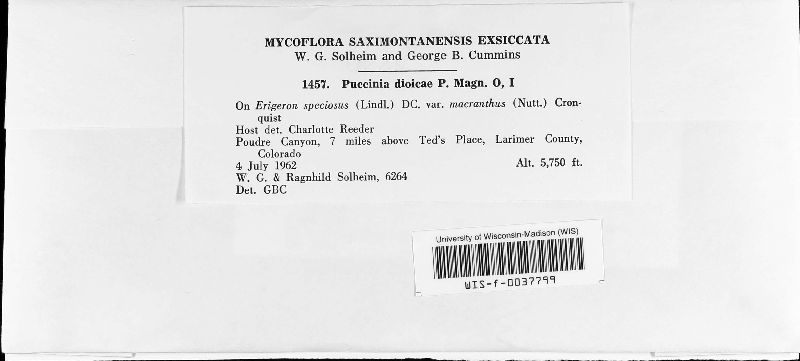 MYCOFLORA SAXIMONTANENSIS EXSICCATA
W. G. Solheim and George B. Cummins
1457. Puccinia dioicae P. Magn. O, I
On Erigeron speciosus (Lindl.) DC. var. macranthus (Nutt.) Cron-
quist
Host det. Charlotte Reeder
Poudre Canyon, 7 miles above Ted's Place, Larimer County,
Colorado
4 July 1962 Alt. 5,750 ft.
W. G. & Ragnhild Solheim, 6264
Det. GBC
University of Wisconsin-Madison (WIS)
WIS-f-0037799